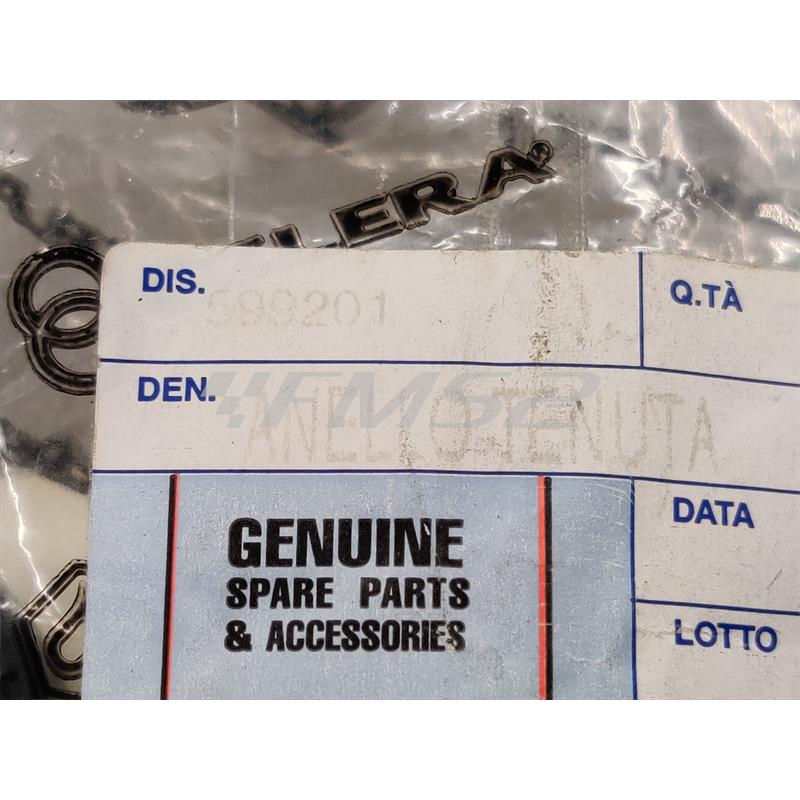 GILERA
DIS. 599201
Q.TÀ
DEN. ANELLO TENUTA
FMS2
GENUINE
SPARE PARTS
& ACCESSORIES
DATA
LOTTO